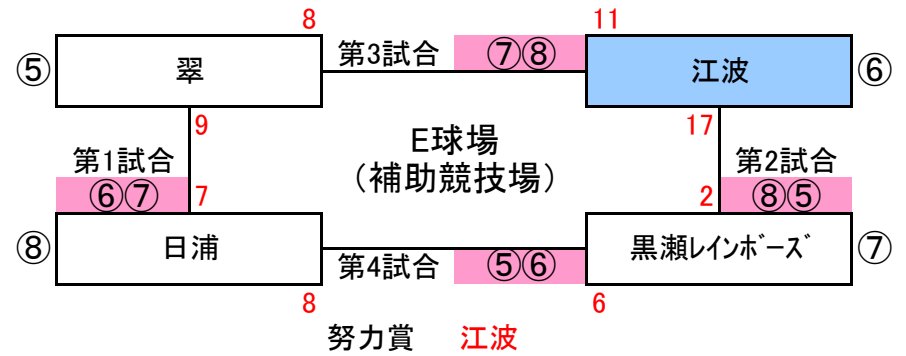 8 11
⑤ 翠 第3試合 ⑦⑧ 江波 ⑥
9 E球場 17
第1試合 (補助競技場) 第2試合
⑥⑦ 7 2 ⑧⑤
⑧ 日浦 黒瀬レインボーズ ⑦
第4試合 ⑤⑥
8 6
努力賞 江波